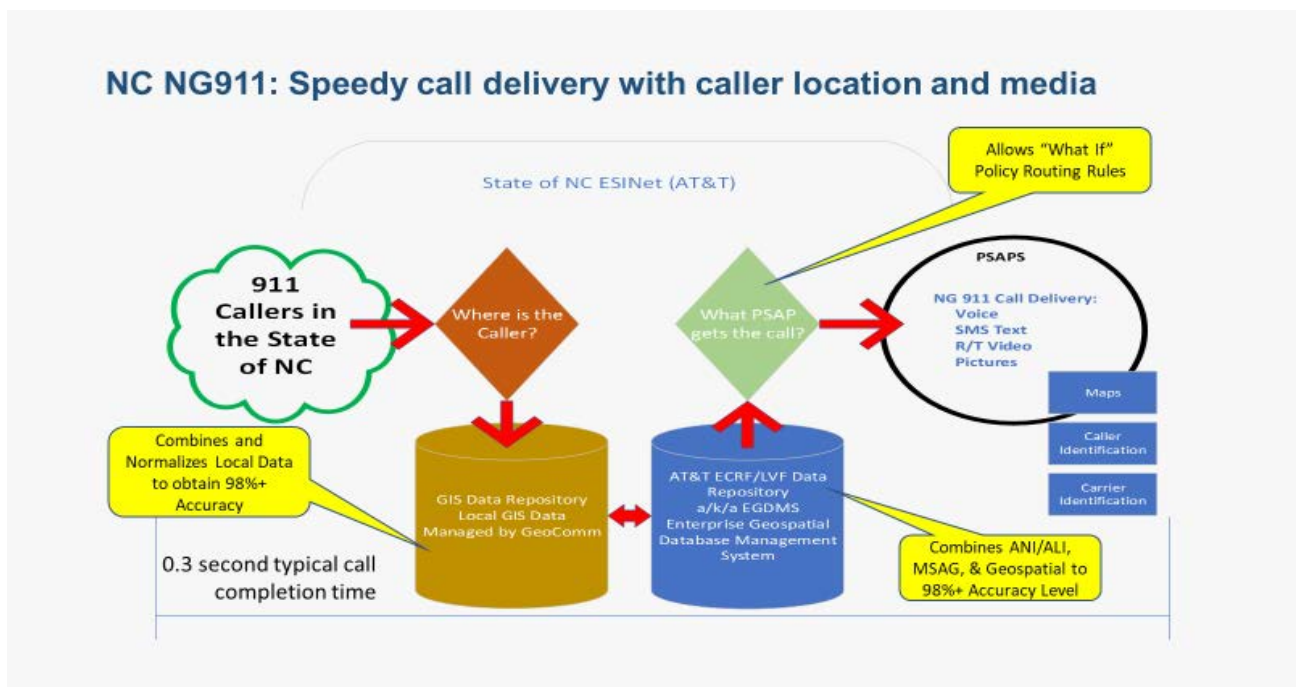 NC NG911: Speedy call delivery with caller location and media
Allows “What If”
Policy Routing Rules
State of NC ESINet (AT&T)
911
Callers in
the State
of NC
Where is the
Caller?
What PSAP
gets the call?
PSAPS
NG 911 Call Delivery:
Voice
SMS Text
R/T Video
Pictures
Maps
Caller
Identification
Carrier
Identification
Combines and
Normalizes Local Data
to obtain 98%+
Accuracy
GIS Data Repository
Local GIS Data
Managed by GeoComm
AT&T ECRF/LVF Data
Repository
a/k/a EGDMS
Enterprise Geospatial
Database Management
System
Combines ANI/ALI,
MSAG, & Geospatial to
98%+ Accuracy Level
0.3 second typical call
completion time